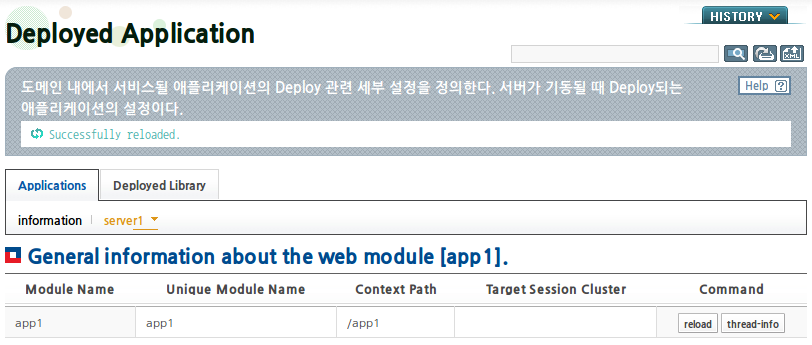 HISTORY
Deployed Application
XML
도메인 내에서 서비스될 애플리케이션의 Deploy 관련 세부 설정을 정의한다. 서버가 기동될 때 Deploy되는
애플리케이션의 설정이다.
Help ?
Successfully reloaded.
Applications Deployed Library
information server1
General information about the web module [app1].
Module Name Unique Module Name Context Path Target Session Cluster Command
app1 app1 /app1 reload thread-info